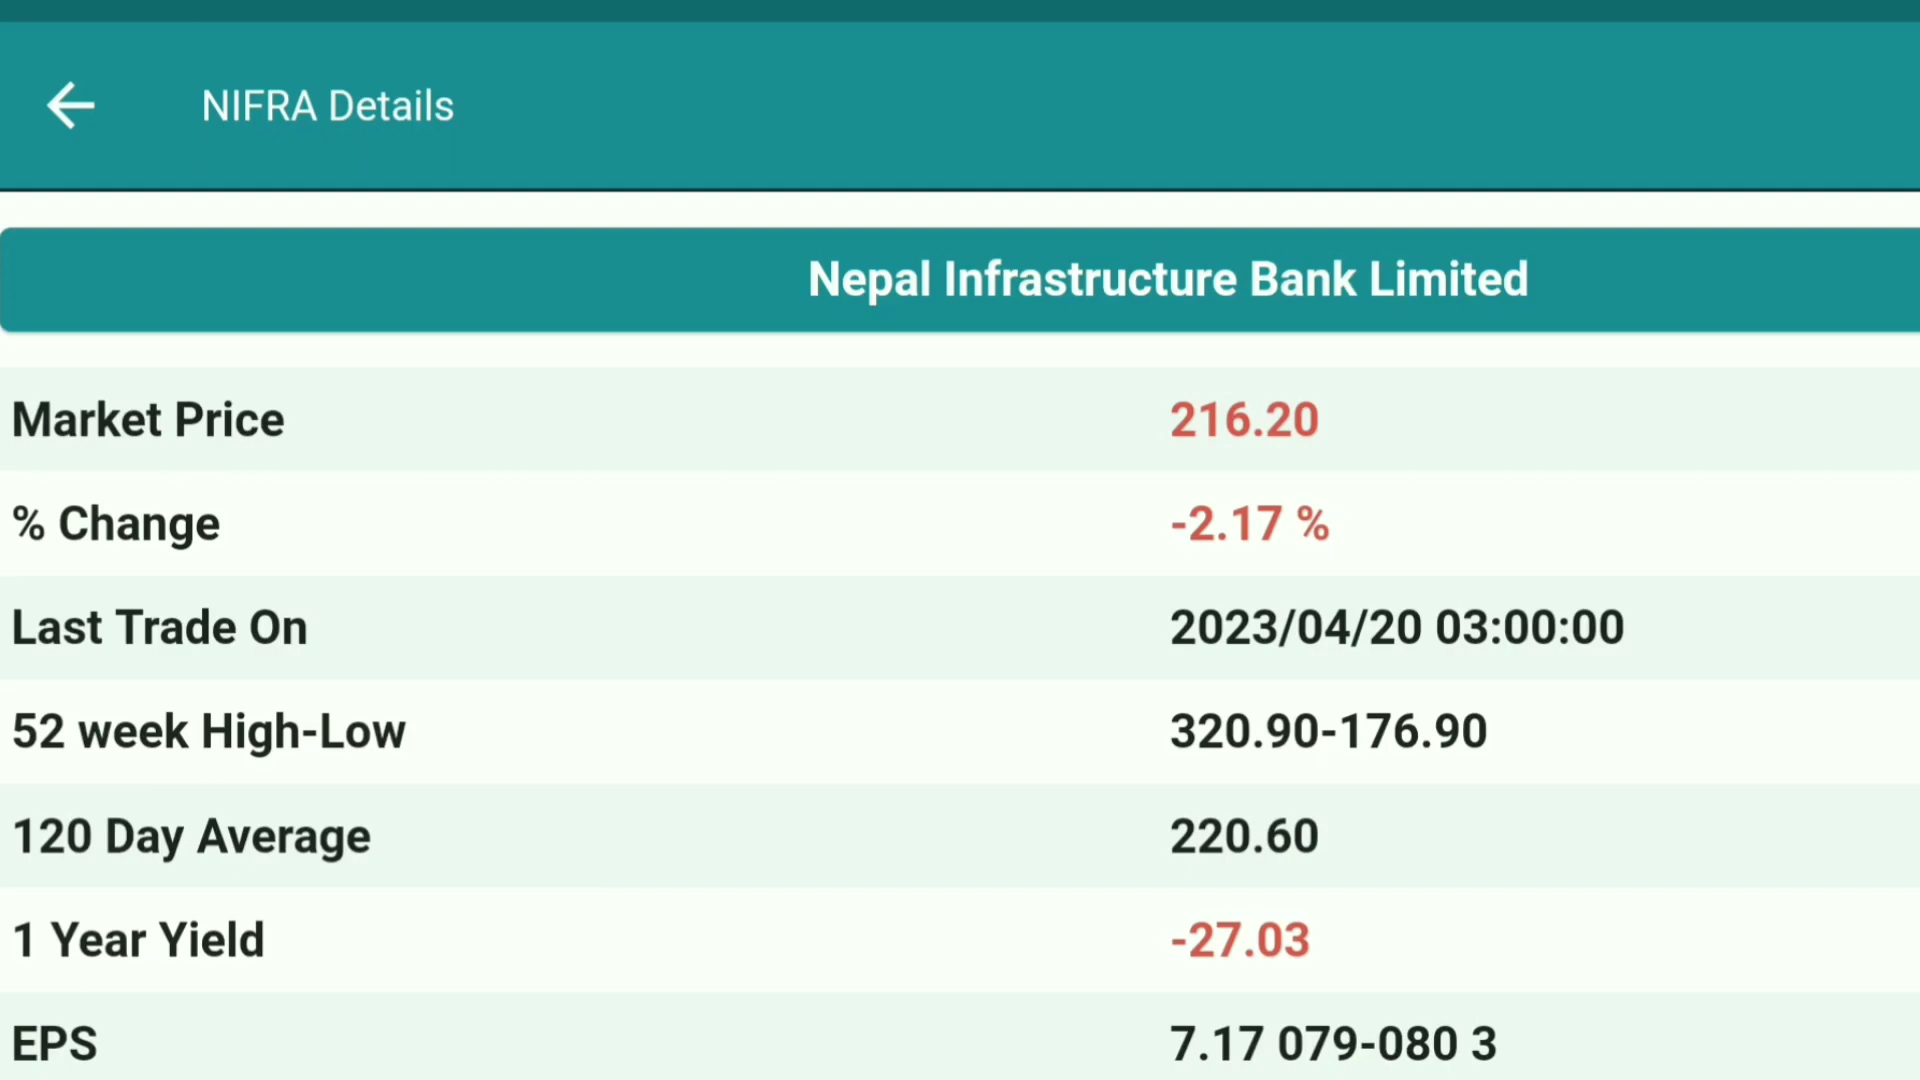 NIFRA Details
Nepal Infrastructure Bank Limited
Market Price 216.20
% Change -2.17 %
Last Trade On 2023/04/20 03:00:00
52 week High-Low 320.90-176.90
120 Day Average 220.60
1 Year Yield -27.03
EPS 7.17 079-080 3